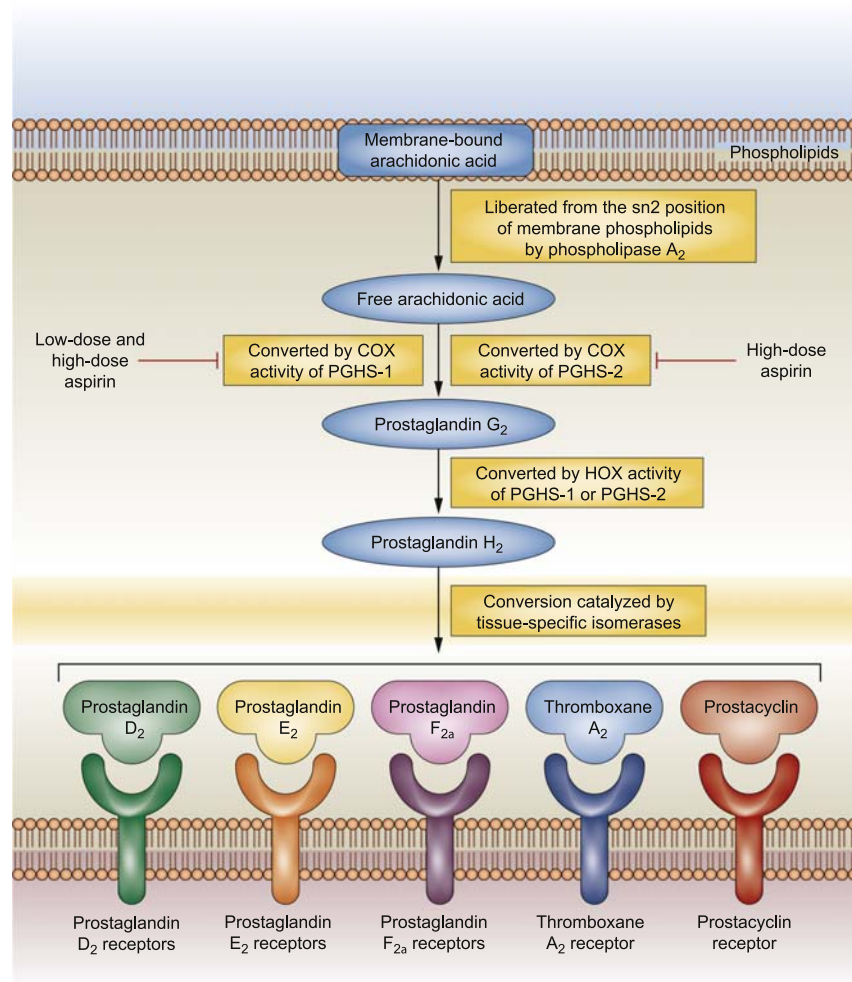 Membrane-bound
arachidonic acid
Phospholipids
Liberated from the sn2 position
of membrane phospholipids
by phospholipase A₂
Free arachidonic acid
Low-dose and
high-dose
aspirin
Converted by COX
activity of PGHS-1
Converted by COX
activity of PGHS-2
High-dose
aspirin
Prostaglandin G₂
Converted by HOX activity
of PGHS-1 or PGHS-2
Prostaglandin H₂
Conversion catalyzed by
tissue-specific isomerases
Prostaglandin
D₂
Prostaglandin
E₂
Prostaglandin
F₂ₐ
Thromboxane
A₂
Prostacyclin
Prostaglandin
D₂ receptors
Prostaglandin
E₂ receptors
Prostaglandin
F₂ₐ receptors
Thromboxane
A₂ receptor
Prostacyclin
receptor